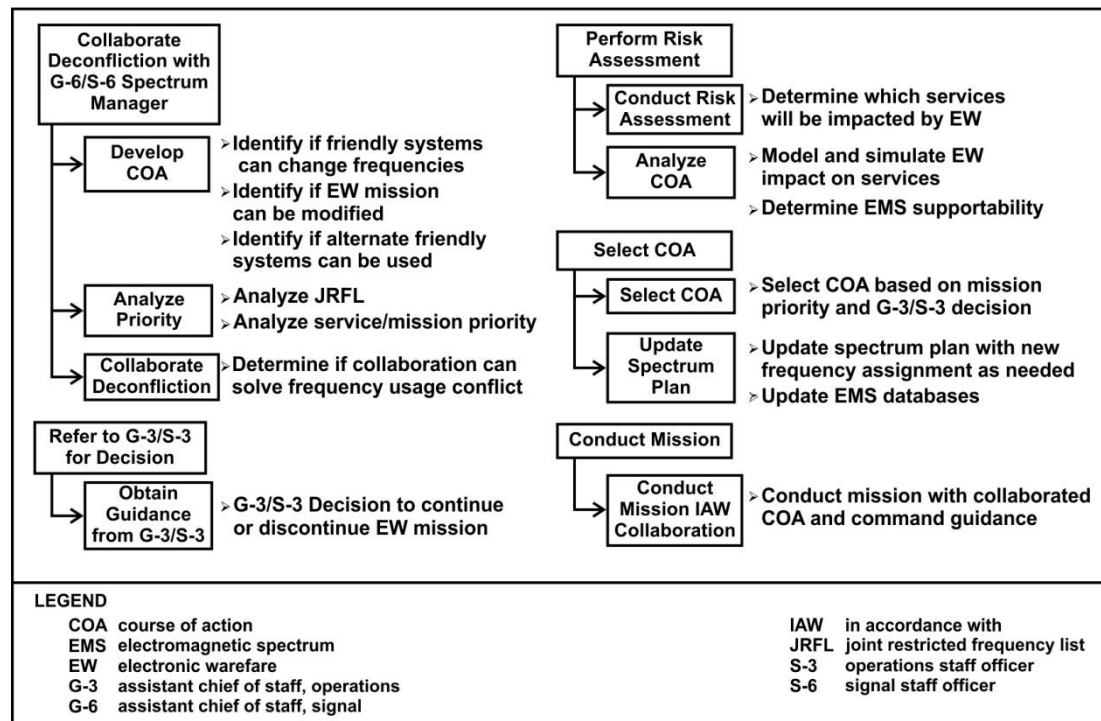 Collaborate
Deconfliction with
G-6/S-6 Spectrum
Manager
Develop
COA
➢Identify if friendly systems
can change frequencies
➢Identify if EW mission
can be modified
➢Identify if alternate friendly
systems can be used
Analyze
Priority
➢Analyze JRFL
➢Analyze service/mission priority
Collaborate
Deconfliction
➢Determine if collaboration can
solve frequency usage conflict
Refer to G-3/S-3
for Decision
Obtain
Guidance
from G-3/S-3
➢G-3/S-3 Decision to continue
or discontinue EW mission
Perform Risk
Assessment
Conduct Risk
Assessment
➢Determine which services
will be impacted by EW
Analyze
COA
➢Model and simulate EW
impact on services
➢Determine EMS supportability
Select COA
Select COA
➢Select COA based on mission
priority and G-3/S-3 decision
Update
Spectrum
Plan
➢Update spectrum plan with new
frequency assignment as needed
➢Update EMS databases
Conduct Mission
Conduct
Mission IAW
Collaboration
➢Conduct mission with collaborated
COA and command guidance
LEGEND
COA course of action
EMS electromagnetic spectrum
EW electronic warefare
G-3 assistant chief of staff, operations
G-6 assistant chief of staff, signal
IAW in accordance with
JRFL joint restricted frequency list
S-3 operations staff officer
S-6 signal staff officer